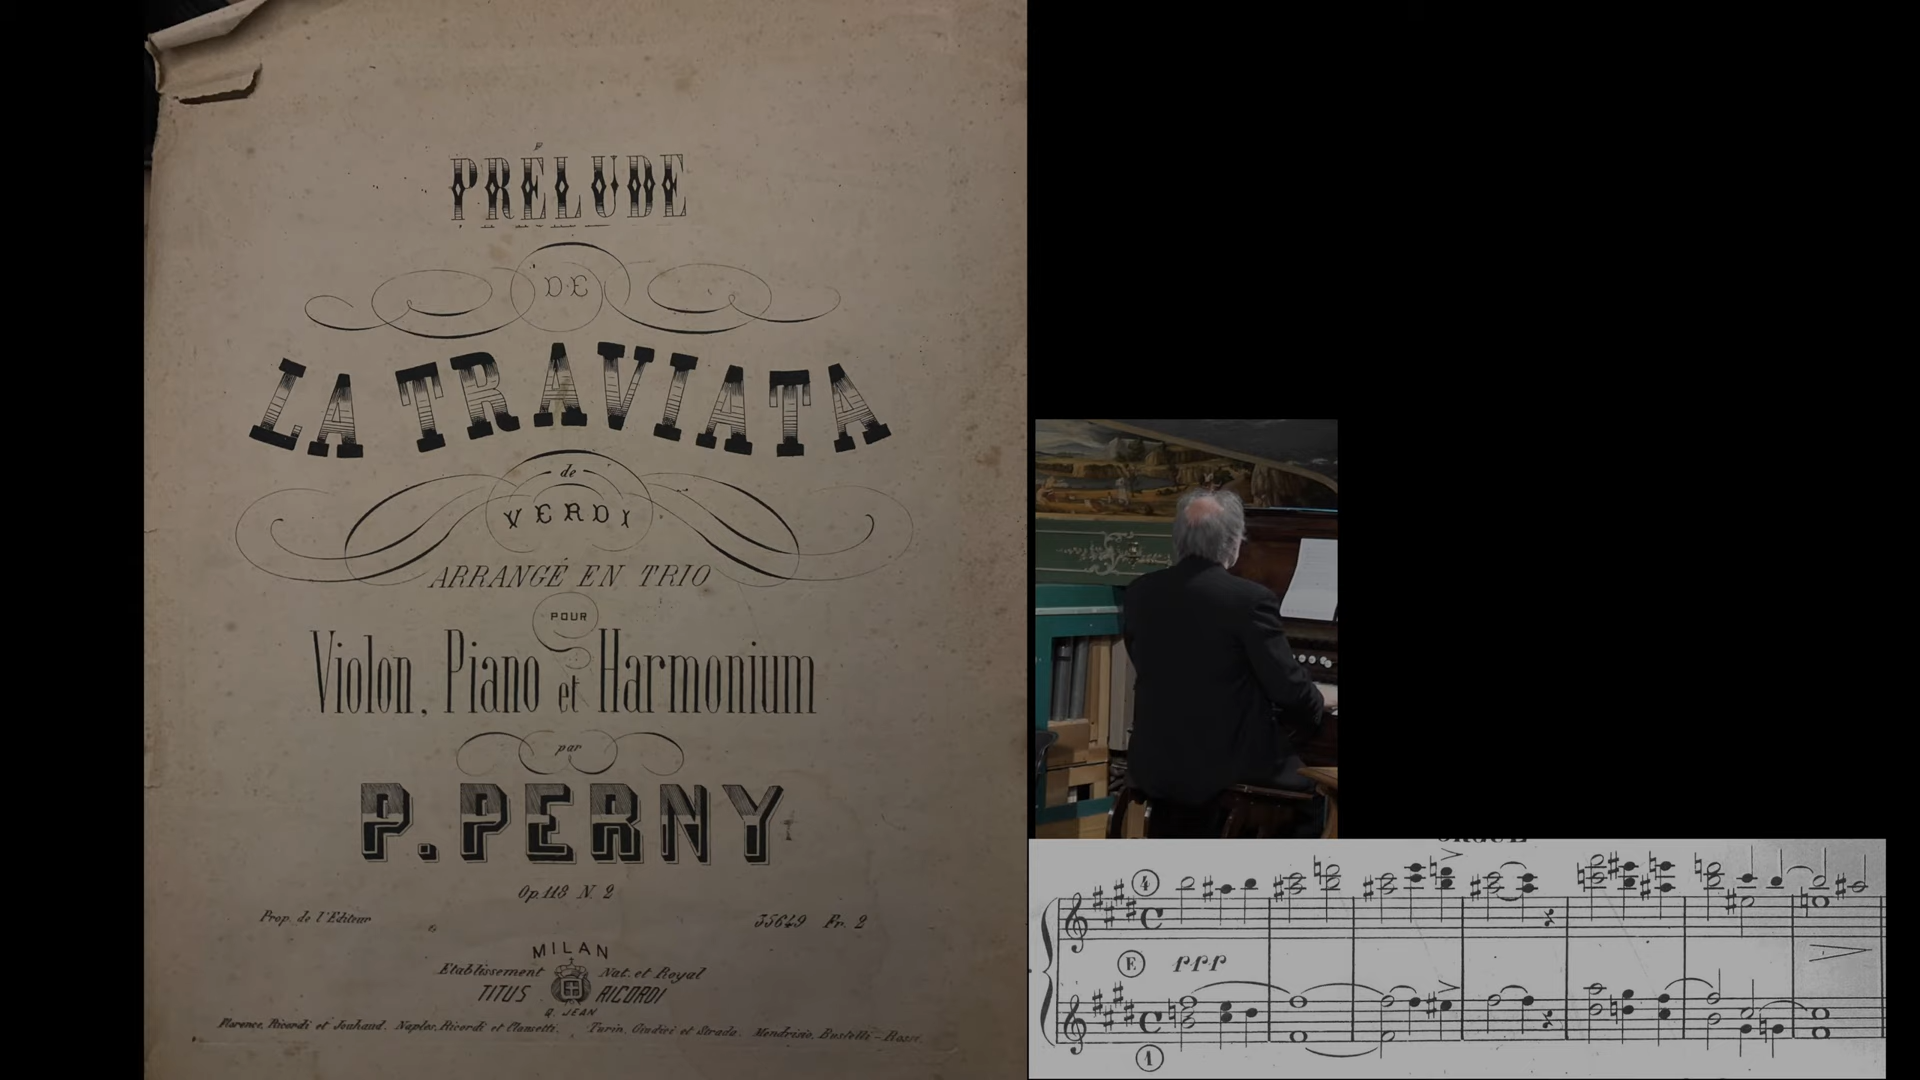 PRÉLUDE
DE
LA TRAVIATA
de
VERDI
ARRANGÉ EN TRIO
POUR
Violon, Piano et Harmonium
par
P. PERNY
Op. 113 N. 2
Prop. de l'Editeur
35649 Fr. 2
MILAN
Etablissement Nat. et Royal
TITUS RICORDI
G. JEAN
Florence, Ricordi et Jouhaud. Naples, Ricordi et Clausetti. Turin, Giudici et Strada. Mendrisio, Bustelli-Rossi.
4
E
ppp
1